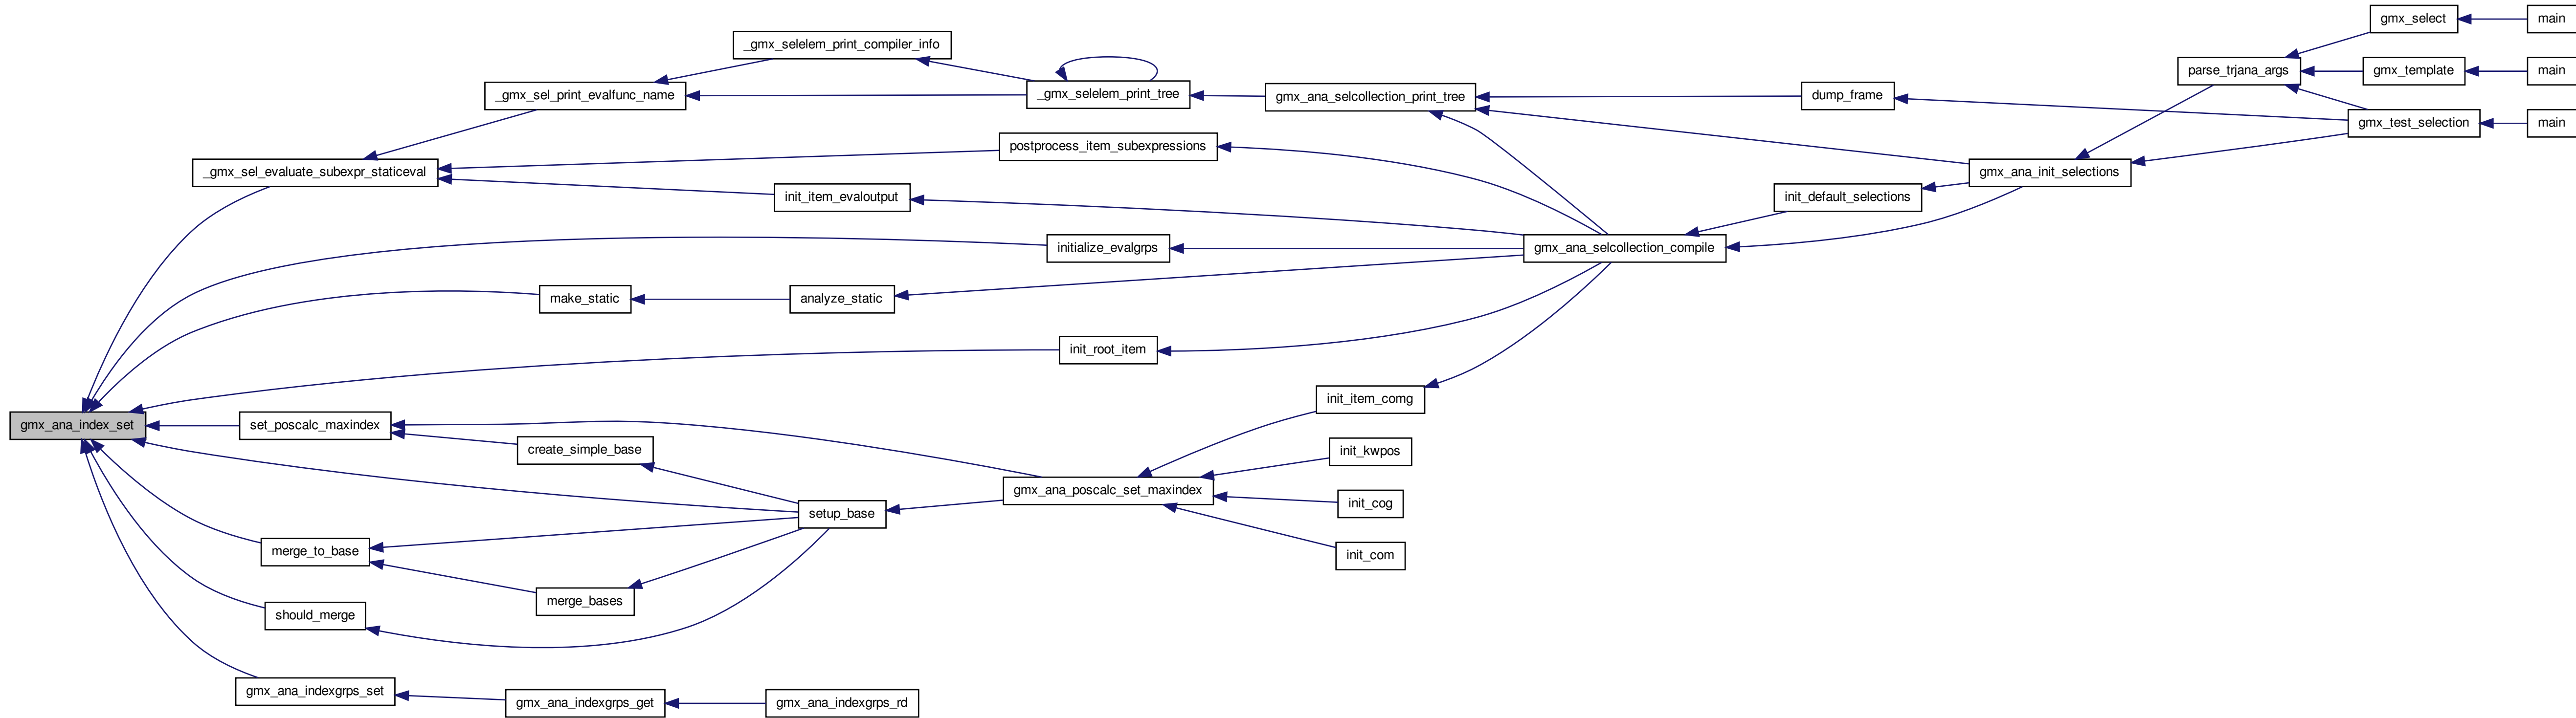 gmx_select
main
_gmx_selelem_print_compiler_info
parse_trjana_args
gmx_template
main
_gmx_sel_print_evalfunc_name
_gmx_selelem_print_tree
gmx_ana_selcollection_print_tree
dump_frame
gmx_test_selection
main
postprocess_item_subexpressions
_gmx_sel_evaluate_subexpr_staticeval
gmx_ana_init_selections
init_item_evaloutput
init_default_selections
initialize_evalgrps
gmx_ana_selcollection_compile
make_static
analyze_static
init_root_item
init_item_comg
gmx_ana_index_set
set_poscalc_maxindex
create_simple_base
init_kwpos
gmx_ana_poscalc_set_maxindex
init_cog
setup_base
merge_to_base
init_com
merge_bases
should_merge
gmx_ana_indexgrps_set
gmx_ana_indexgrps_get
gmx_ana_indexgrps_rd